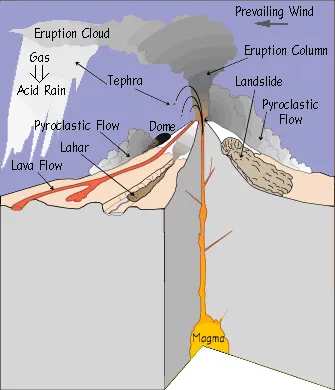 Prevailing Wind
Eruption Cloud
Eruption Column
Gas
Acid Rain
Tephra
Landslide
Pyroclastic
Flow
Pyroclastic Flow
Dome
Lahar
Lava Flow
Magma